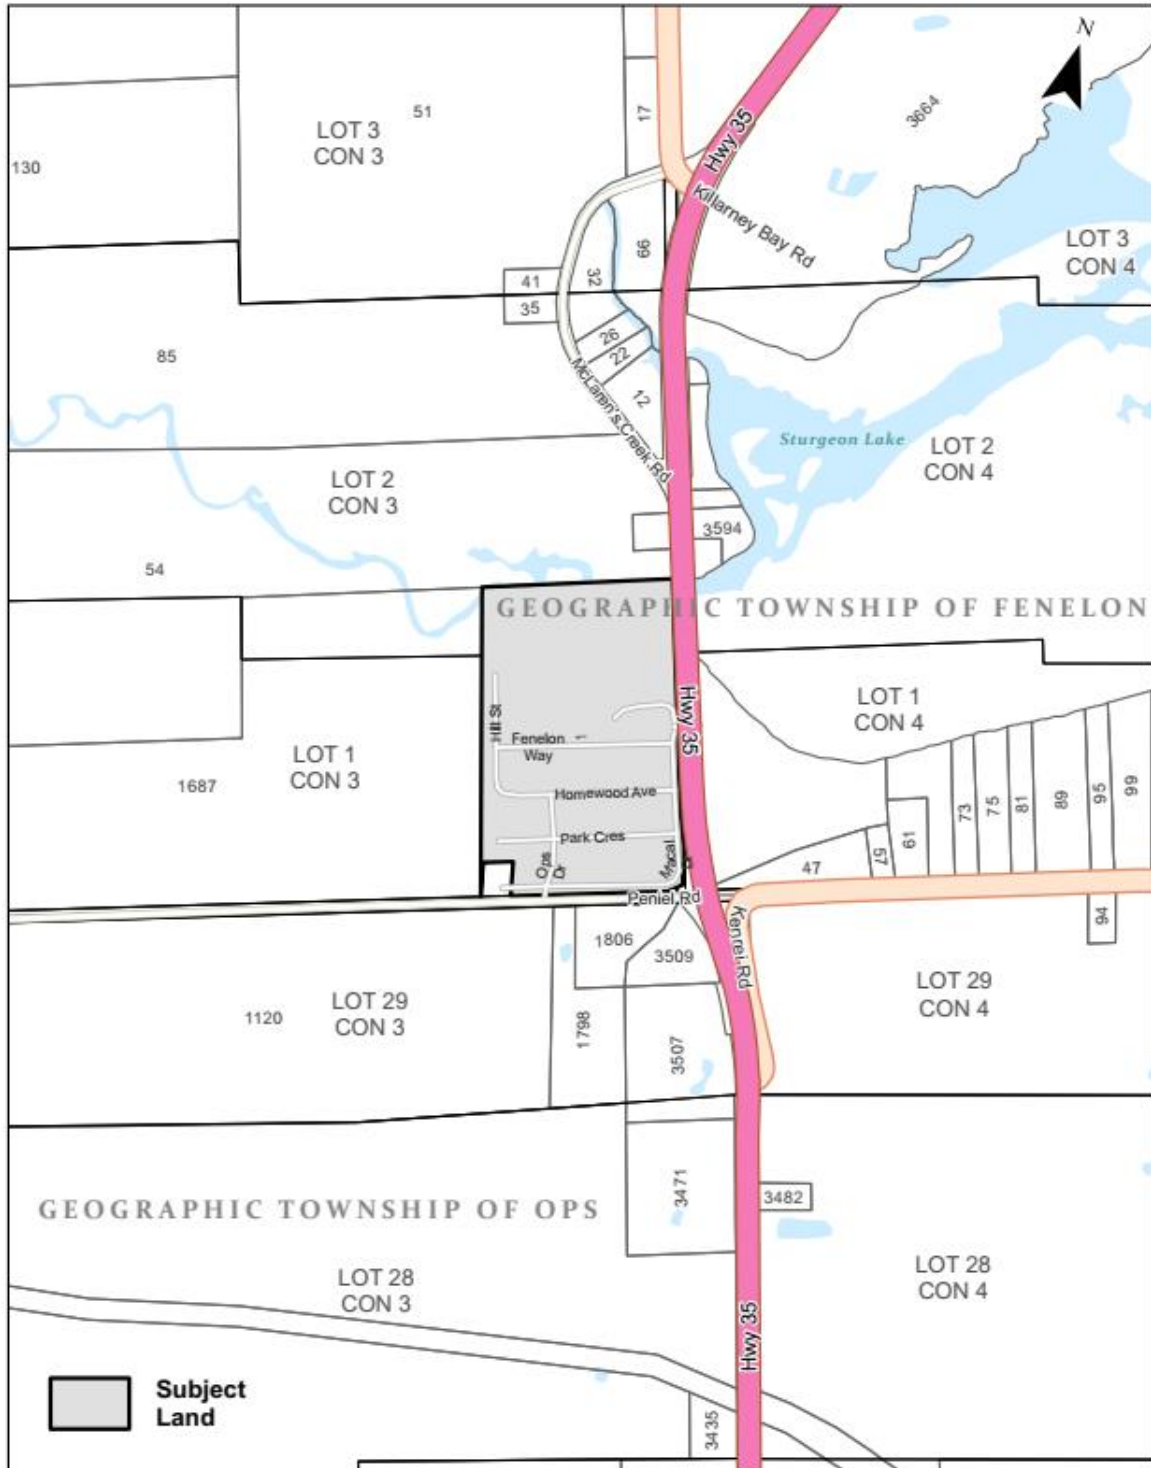 N
51
LOT 3
CON 3
17
Hwy 35
3664
130
Killarney Bay Rd
LOT 3
CON 4
66
32
41
35
26
22
85
12
McLaren's Creek Rd
Sturgeon Lake
LOT 2
CON 4
LOT 2
CON 3
3594
54
GEOGRAPHIC TOWNSHIP OF FENELON
Hill St
Hwy 35
LOT 1
CON 4
Fenelon
Way
LOT 1
CON 3
1687
Homewood Ave
73
75
81
89
95
99
Park Cres
61
57
47
Ops
Dr
Macal
Peniel Rd
Kenrei Rd
94
1806
3509
LOT 29
CON 3
LOT 29
CON 4
1120
1798
3507
3471
3482
GEOGRAPHIC TOWNSHIP OF OPS
LOT 28
CON 3
LOT 28
CON 4
Hwy 35
Subject
Land
3435